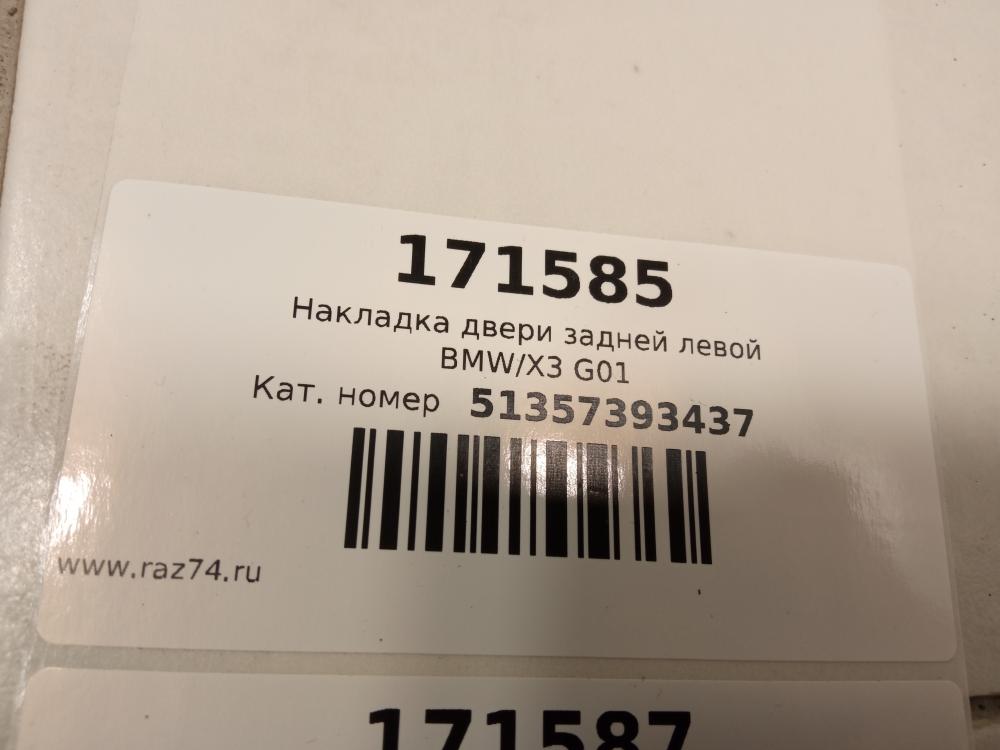 171585
Накладка двери задней левой
BMW/X3 G01
Кат. номер 51357393437
www.raz74.ru
171587